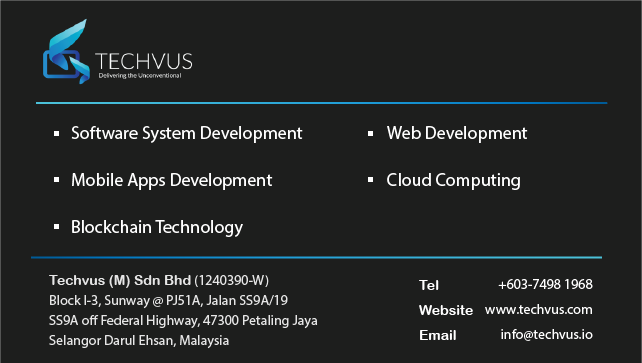 TECHVUS
Delivering the Unconventional
Software System Development
Web Development
Mobile Apps Development
Cloud Computing
Blockchain Technology
Techvus (M) Sdn Bhd (1240390-W)
Block I-3, Sunway @ PJ51A, Jalan SS9A/19
SS9A off Federal Highway, 47300 Petaling Jaya
Selangor Darul Ehsan, Malaysia
Tel +603-7498 1968
Website www.techvus.com
Email info@techvus.io